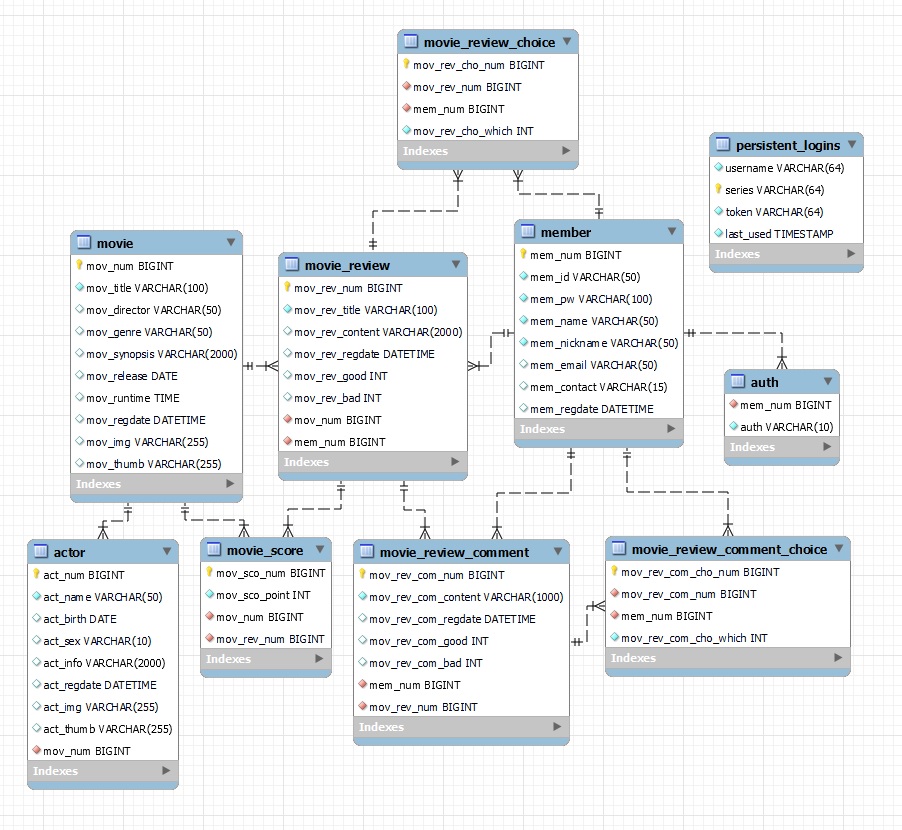 movie_review_choice
mov_rev_cho_num BIGINT
mov_rev_num BIGINT
mem_num BIGINT
mov_rev_cho_which INT
Indexes
persistent_logins
username VARCHAR(64)
series VARCHAR(64)
token VARCHAR(64)
last_used TIMESTAMP
Indexes
movie
mov_num BIGINT
mov_title VARCHAR(100)
mov_director VARCHAR(50)
mov_genre VARCHAR(50)
mov_synopsis VARCHAR(2000)
mov_release DATE
mov_runtime TIME
mov_regdate DATETIME
mov_img VARCHAR(255)
mov_thumb VARCHAR(255)
Indexes
movie_review
mov_rev_num BIGINT
mov_rev_title VARCHAR(100)
mov_rev_content VARCHAR(2000)
mov_rev_regdate DATETIME
mov_rev_good INT
mov_rev_bad INT
mov_num BIGINT
mem_num BIGINT
Indexes
member
mem_num BIGINT
mem_id VARCHAR(50)
mem_pw VARCHAR(100)
mem_name VARCHAR(50)
mem_nickname VARCHAR(50)
mem_email VARCHAR(50)
mem_contact VARCHAR(15)
mem_regdate DATETIME
Indexes
auth
mem_num BIGINT
auth VARCHAR(10)
Indexes
actor
act_num BIGINT
act_name VARCHAR(50)
act_birth DATE
act_sex VARCHAR(10)
act_info VARCHAR(2000)
act_regdate DATETIME
act_img VARCHAR(255)
act_thumb VARCHAR(255)
mov_num BIGINT
Indexes
movie_score
mov_sco_num BIGINT
mov_sco_point INT
mov_num BIGINT
mov_rev_num BIGINT
Indexes
movie_review_comment
mov_rev_com_num BIGINT
mov_rev_com_content VARCHAR(1000)
mov_rev_com_regdate DATETIME
mov_rev_com_good INT
mov_rev_com_bad INT
mem_num BIGINT
mov_rev_num BIGINT
Indexes
movie_review_comment_choice
mov_rev_com_cho_num BIGINT
mov_rev_com_num BIGINT
mem_num BIGINT
mov_rev_com_cho_which INT
Indexes